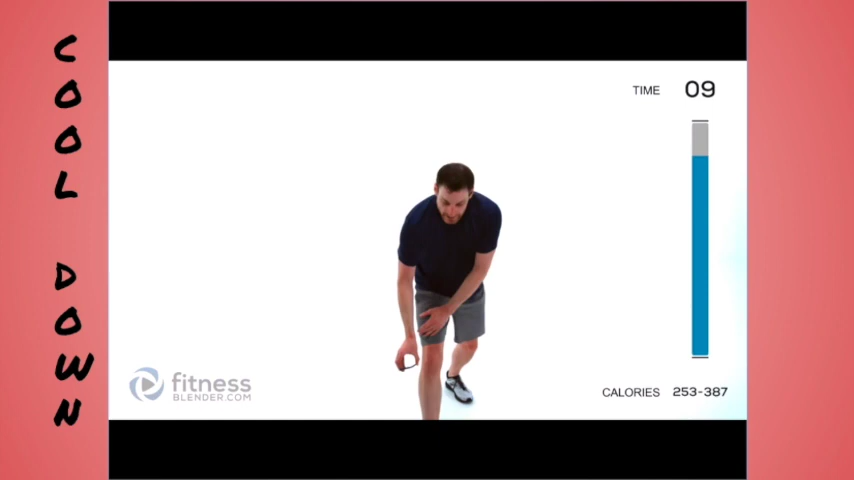 COOL DOWN
TIME 09
fitness
BLENDER.COM
CALORIES 253-387